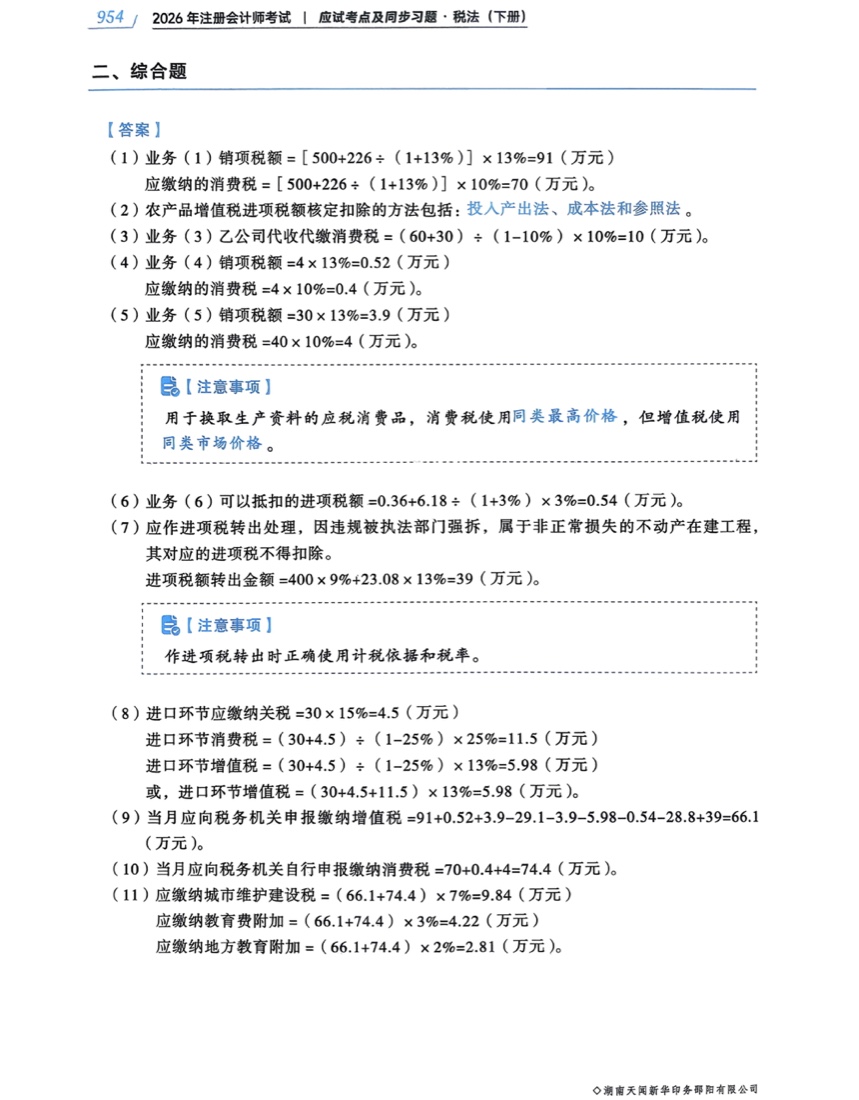 954 2026年注册会计师考试 | 应试考点及同步习题·税法（下册）
二、综合题
【答案】
（1）业务（1）销项税额=［500+226÷（1+13%）］×13%=91（万元）
应缴纳的消费税=［500+226÷（1+13%）］×10%=70（万元）。
（2）农产品增值税进项税额核定扣除的方法包括：投入产出法、成本法和参照法。
（3）业务（3）乙公司代收代缴消费税=（60+30）÷（1-10%）×10%=10（万元）。
（4）业务（4）销项税额=4×13%=0.52（万元）
应缴纳的消费税=4×10%=0.4（万元）。
（5）业务（5）销项税额=30×13%=3.9（万元）
应缴纳的消费税=40×10%=4（万元）。
【注意事项】
用于换取生产资料的应税消费品，消费税使用同类最高价格，但增值税使用
同类市场价格。
（6）业务（6）可以抵扣的进项税额=0.36+6.18÷（1+3%）×3%=0.54（万元）。
（7）应作进项税转出处理，因违规被执法部门强拆，属于非正常损失的不动产在建工程，
其对应的进项税不得扣除。
进项税额转出金额=400×9%+23.08×13%=39（万元）。
【注意事项】
作进项税转出时正确使用计税依据和税率。
（8）进口环节应缴纳关税=30×15%=4.5（万元）
进口环节消费税=（30+4.5）÷（1-25%）×25%=11.5（万元）
进口环节增值税=（30+4.5）÷（1-25%）×13%=5.98（万元）
或，进口环节增值税=（30+4.5+11.5）×13%=5.98（万元）。
（9）当月应向税务机关申报缴纳增值税=91+0.52+3.9-29.1-3.9-5.98-0.54-28.8+39=66.1
（万元）。
（10）当月应向税务机关自行申报缴纳消费税=70+0.4+4=74.4（万元）。
（11）应缴纳城市维护建设税=（66.1+74.4）×7%=9.84（万元）
应缴纳教育费附加=（66.1+74.4）×3%=4.22（万元）
应缴纳地方教育附加=（66.1+74.4）×2%=2.81（万元）。
◇湖南天闻新华印务邵阳有限公司